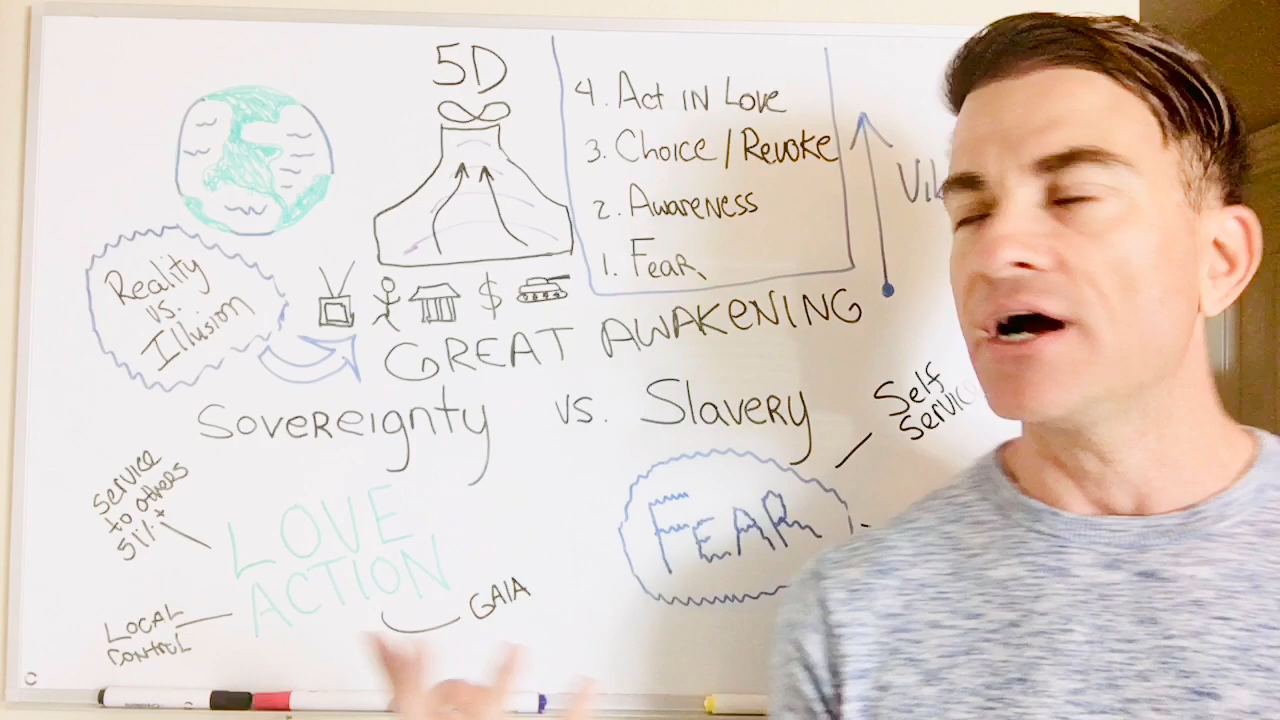 5D
4. Act IN Love
3. Choice / Revoke
2. Awareness
1. Fear
Reality
vs.
Illusion
$
GREAT AWAKENING
Sovereignty vs. Slavery
Self
Service
service
to others
51% +
LOVE
ACTION
FEAR
GAIA
LOCAL
CONTROL